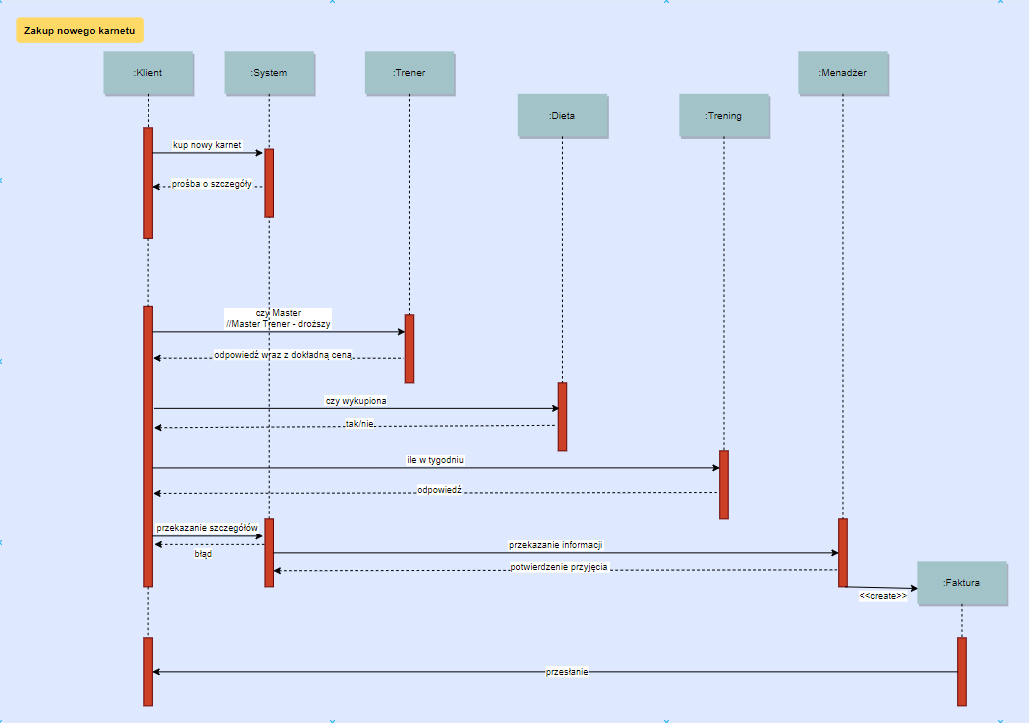 Zakup nowego karnetu
:Klient
:System
:Trener
:Menadżer
:Dieta
:Trening
kup nowy karnet
prośba o szczegóły
czy Master
//Master Trener - droższy
odpowiedź wraz z dokładną ceną
czy wykupiona
tak/nie
ile w tygodniu
odpowiedź
przekazanie szczegółów
błąd
przekazanie informacji
potwierdzenie przyjęcia
:Faktura
<<create>>
przesłanie